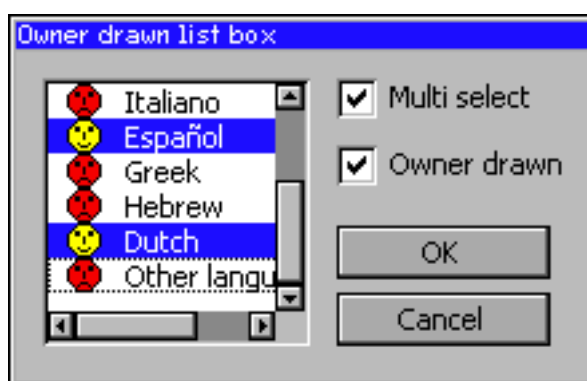 Owner drawn list box
Italiano
Español
Greek
Hebrew
Dutch
Other langu
Multi select
Owner drawn
OK
Cancel